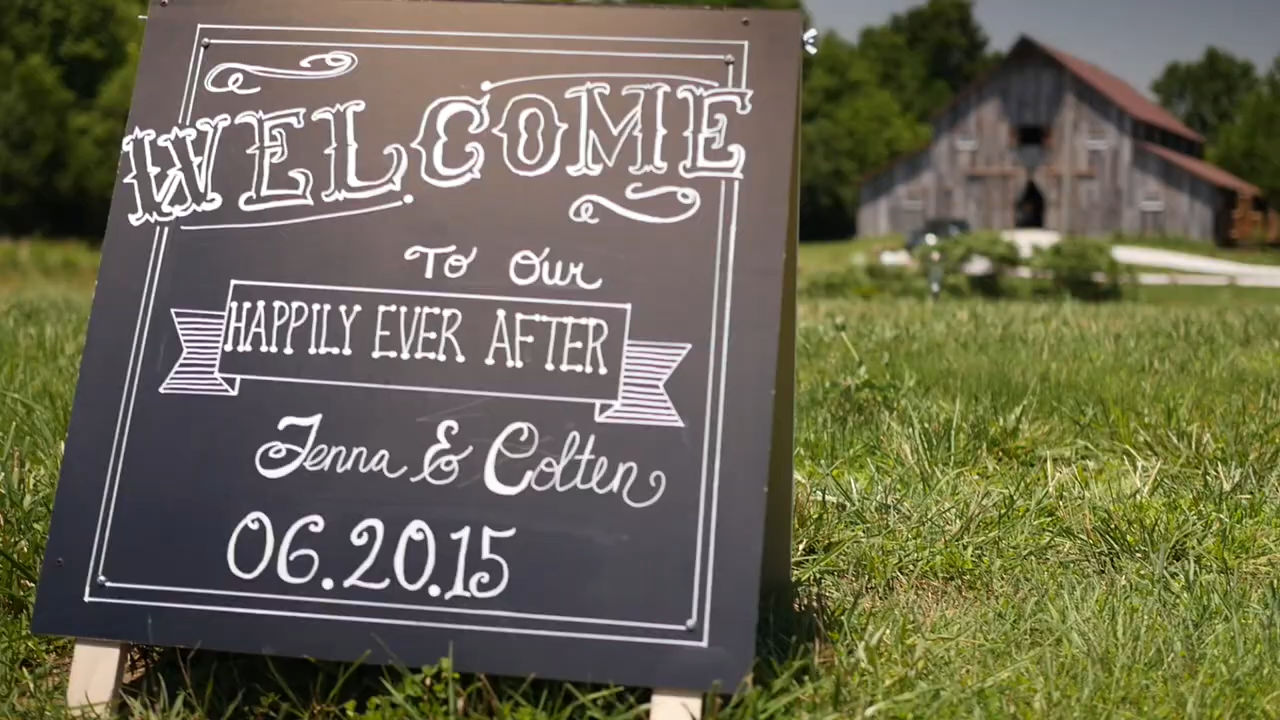 WELCOME
To Our
HAPPILY EVER AFTER
Jenna & Colten
06.20.15